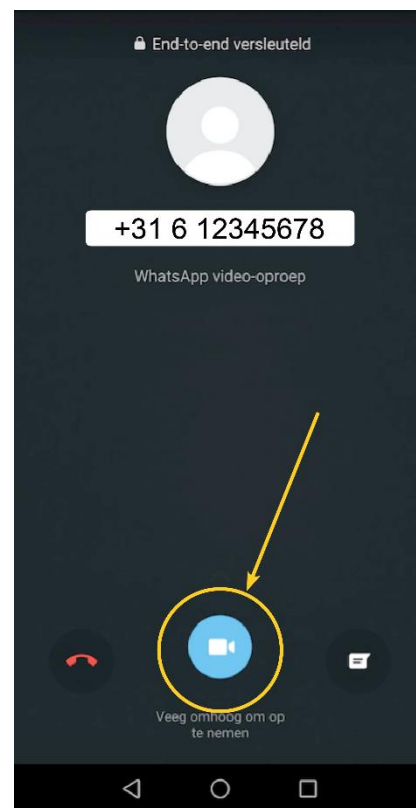 End-to-end versleuteld
+31 6 12345678
WhatsApp video-oproep
Veeg omhoog om op
te nemen